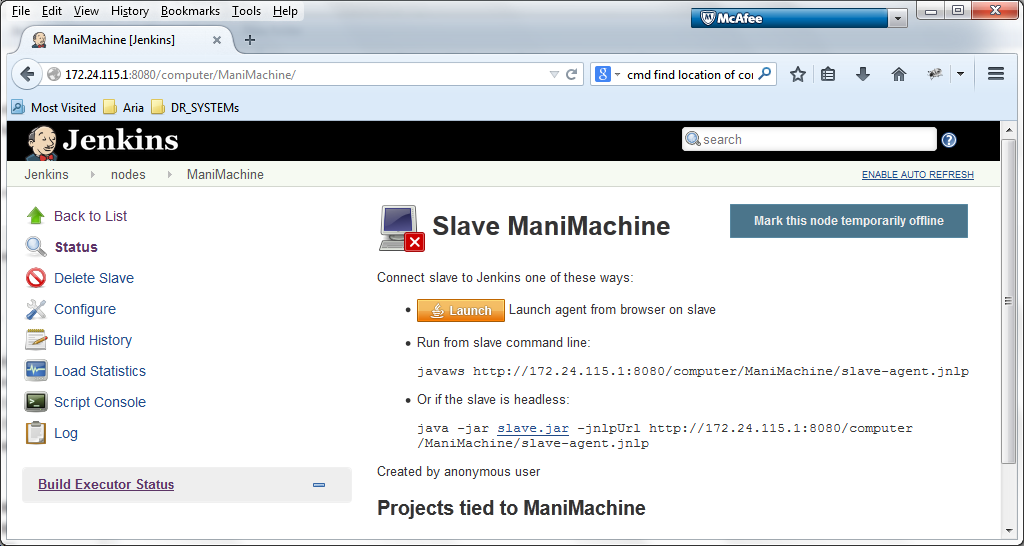 File Edit View History Bookmarks Tools Help
McAfee
ManiMachine [Jenkins]
172.24.115.1:8080/computer/ManiMachine/
cmd find location of cor
Most Visited Aria DR_SYSTEMs
Jenkins
search
Jenkins nodes ManiMachine
ENABLE AUTO REFRESH
Back to List
Status
Delete Slave
Configure
Build History
Load Statistics
Script Console
Log
Build Executor Status
Slave ManiMachine
Mark this node temporarily offline
Connect slave to Jenkins one of these ways:
Launch Launch agent from browser on slave
Run from slave command line:
javaws http://172.24.115.1:8080/computer/ManiMachine/slave-agent.jnlp
Or if the slave is headless:
java -jar slave.jar -jnlpUrl http://172.24.115.1:8080/computer
/ManiMachine/slave-agent.jnlp
Created by anonymous user
Projects tied to ManiMachine